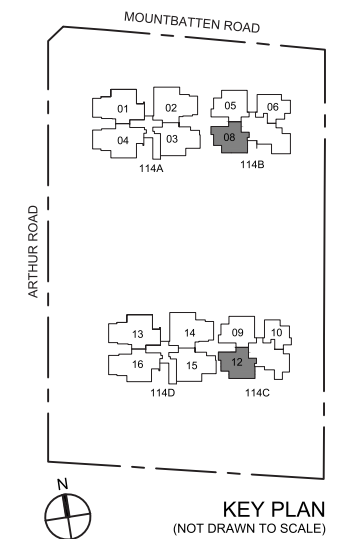 MOUNTBATTEN ROAD
ARTHUR ROAD
01
02
04
03
114A
05
06
08
114B
13
14
16
15
114D
09
10
12
114C
N
KEY PLAN
(NOT DRAWN TO SCALE)